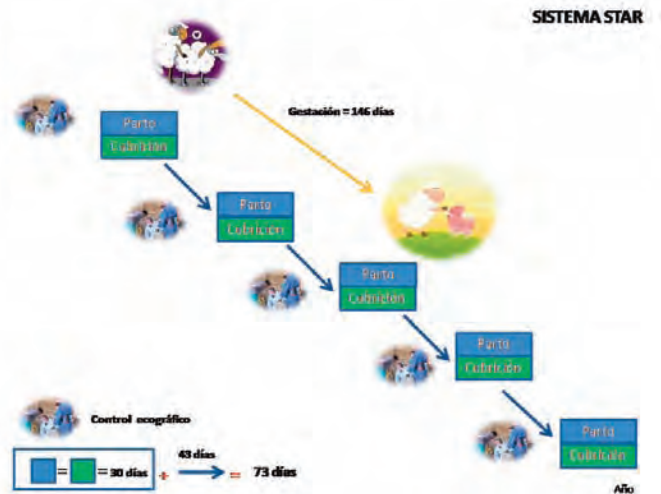 SISTEMA STAR
Gestación = 146 días
Parto
Cubrición
Parto
Cubrición
Parto
Cubrición
Parto
Cubrición
Parto
Cubrición
Control ecográfico
= = 30 días + 43 días = 73 días
Año